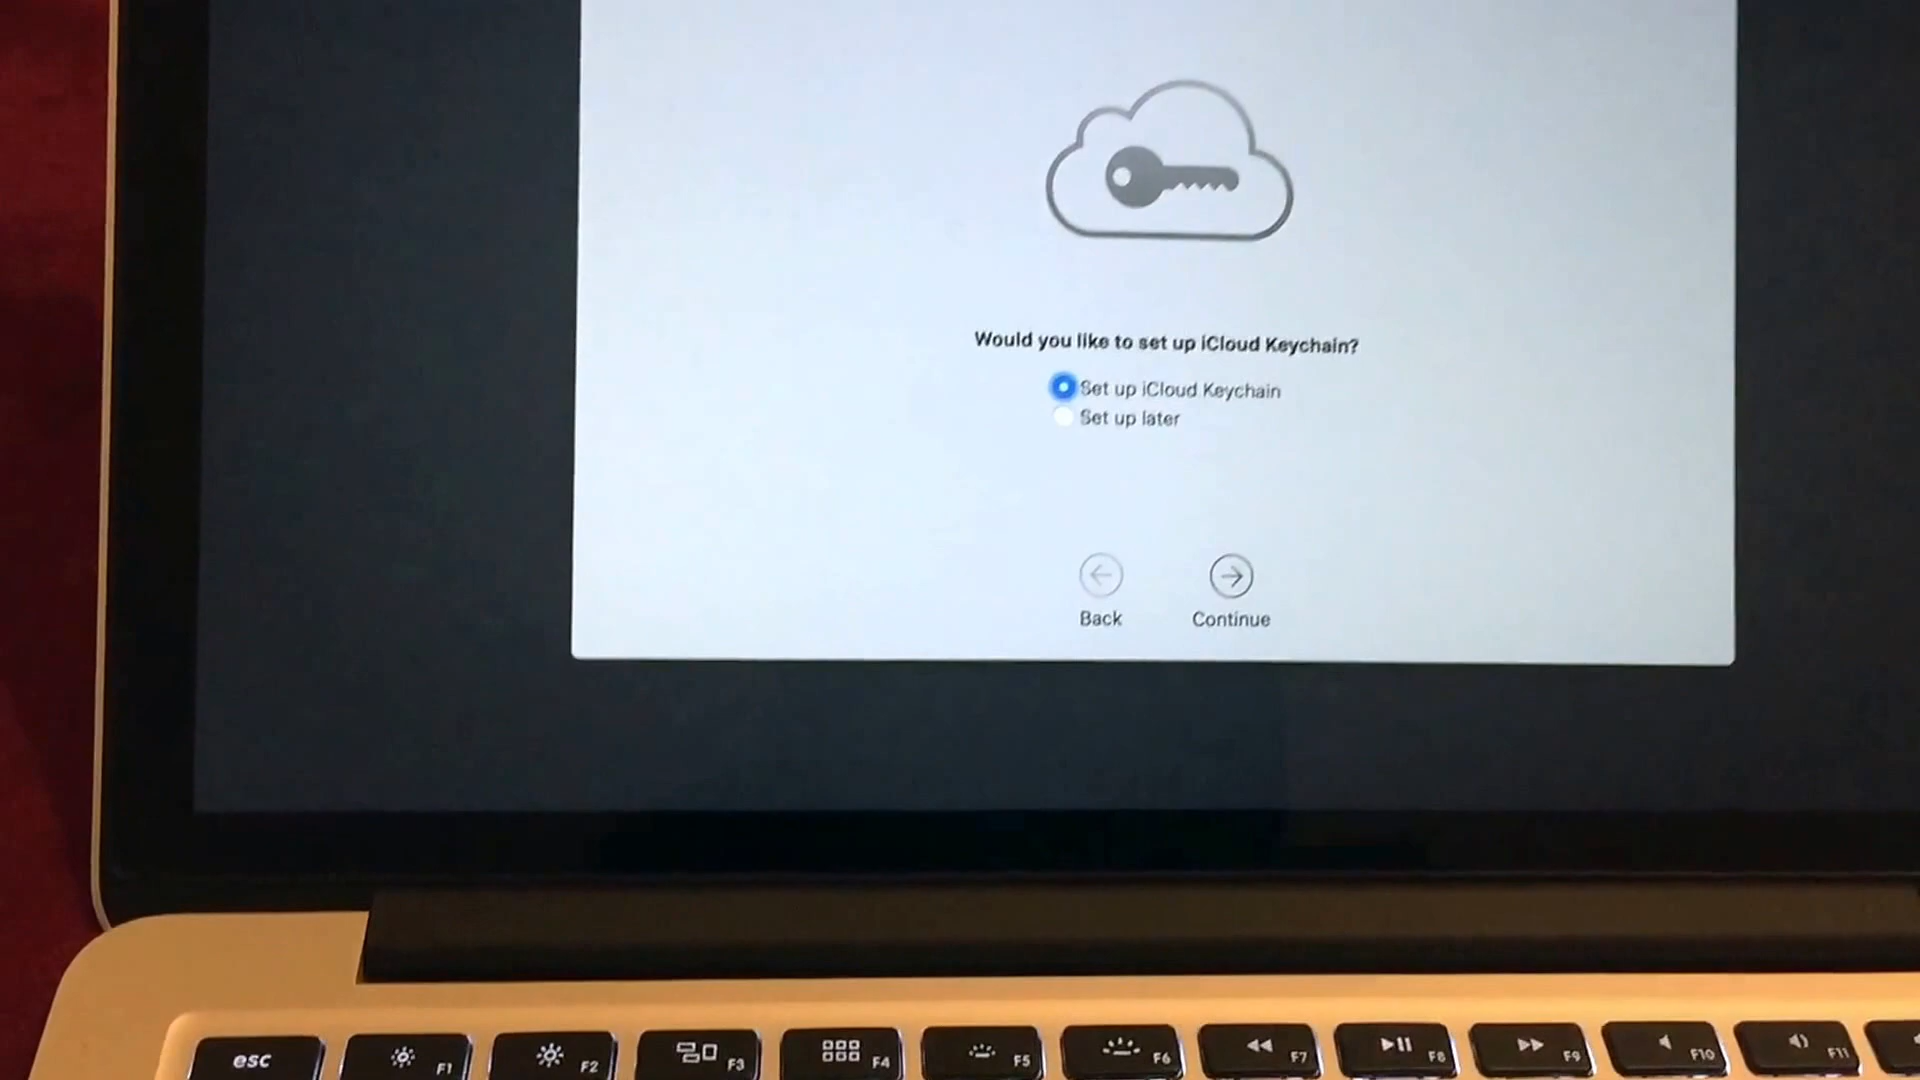 Would you like to set up iCloud Keychain?
Set up iCloud Keychain
Set up later
Back Continue
esc F1 F2 F3 F4 F5 F6 F7 F8 F9 F10 F11